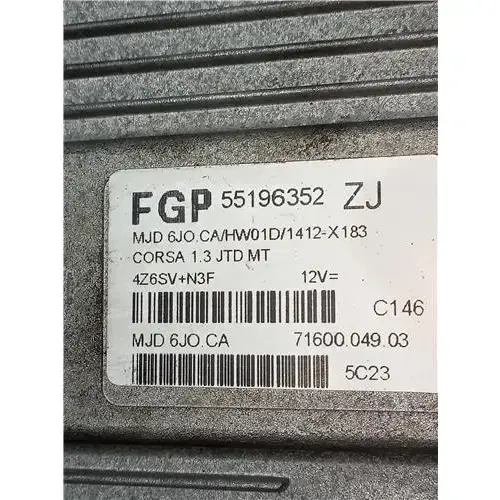 FGP 55196352 ZJ
MJD 6JO.CA/HW01D/1412-X183
CORSA 1.3 JTD MT
4Z6SV+N3F 12V=
C146
MJD 6JO.CA 71600.049.03
5C23